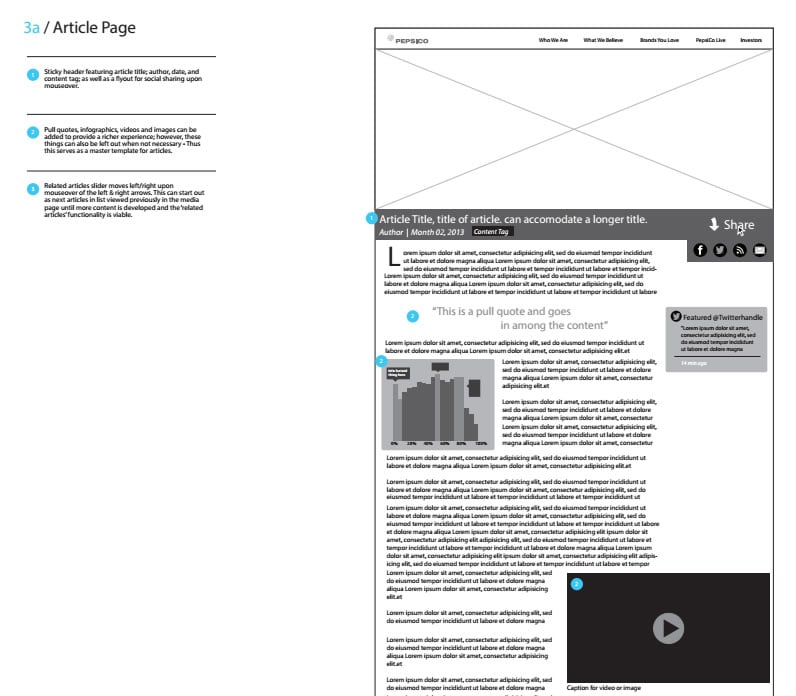 3a / Article Page
1
Sticky header featuring article title; author, date, and
content tag; as well as a flyout for social sharing upon
mouseover.
2
Pull quotes, infographics, videos and images can be
added to provide a richer experience; however, these
things can also be left out when not necessary • Thus
this serves as a master template for articles.
3
Related articles slider moves left/right upon
mouseover of the left & right arrows. This can start out
as next articles in list viewed previously in the media
page until more content is developed and the 'related
articles' functionality is viable.
PEPSICO
Who We Are What We Believe Brands You Love PepsiCo Live Investors
1
Article Title, title of article. can accomodate a longer title.
Author | Month 02, 2013 Content Tag
Share
Lorem ipsum dolor sit amet, consectetur adipisicing elit, sed do eiusmod tempor incididunt
ut labore et dolore magna aliqua Lorem ipsum dolor sit amet, consectetur adipisicing elit,
sed do eiusmod tempor incididunt ut labore et tempor incididunt ut labore et tempor incidid-
Lorem ipsum dolor sit amet, consectetur adipisicing elit, sed do eiusmod tempor incididunt ut
labore et dolore magna aliqua Lorem ipsum dolor sit amet, consectetur adipisicing elit, sed do
eiusmod tempor incididunt ut labore et tempor incididunt ut labore et tempor incididunt ut labore
2
“This is a pull quote and goes
in among the content”
Featured @Twitterhandle
"Lorem ipsum dolor sit amet,
consectetur adipisicing elit, sed
do eiusmod tempor incididunt
ut labore et dolore magna
14 min ago
Lorem ipsum dolor sit amet, consectetur adipisicing elit, sed do eiusmod tempor incididunt ut
labore et dolore magna aliqua Lorem ipsum dolor sit amet, consectetur adipisicing elit.et
2
0% 20% 40% 60% 80% 100%
Lorem ipsum dolor sit amet, consectetur adipisicing elit,
sed do eiusmod tempor incididunt ut labore et dolore
magna aliqua Lorem ipsum dolor sit amet, consectetur
adipisicing elit.et
Lorem ipsum dolor sit amet, consectetur adipisicing elit,
sed do eiusmod tempor incididunt ut labore et dolore
Lorem ipsum dolor sit amet, consectetur adipisicing elit,
sed do eiusmod tempor incididunt ut labore et dolore
magna aliqua Lorem ipsum dolor sit amet, consectetur
Lorem ipsum dolor sit amet, consectetur adipisicing elit, sed do eiusmod tempor incididunt ut
labore et dolore magna aliqua Lorem ipsum dolor sit amet, consectetur adipisicing elit.et
Lorem ipsum dolor sit amet, consectetur adipisicing elit, sed do eiusmod tempor incididunt ut
labore et dolore magna aliqua Lorem ipsum dolor sit amet, consectetur adipisicing elit, sed do
eiusmod tempor incididunt ut labore et tempor incididunt ut labore et tempor incididunt ut
Lorem ipsum dolor sit amet, consectetur adipisicing elit, sed do eiusmod tempor incididunt ut
labore et dolore magna aliqua Lorem ipsum dolor sit amet, consectetur adipisicing elit, sed do
eiusmod tempor incididunt ut labore et tempor incididunt ut labore et tempor incididunt ut labore
et dolore magna aliqua Lorem ipsum dolor sit amet, consectetur adipisicing elit ipsum dolor sit
amet, consectetur adipisicing elit adipisicing elit, sed do eiusmod tempor incididunt ut labore et
tempor incididunt ut labore et tempor incididunt ut labore et dolore magna aliqua Lorem ipsum
dolor sit amet, consectetur adipisicing elit ipsum dolor sit amet, consectetur adipisicing elit adipis-
icing elit, sed do eiusmod tempor incididunt ut labore et tempor incididunt ut labore et tempor
Lorem ipsum dolor sit amet, consectetur adipisicing elit, sed
do eiusmod tempor incididunt ut labore et dolore magna
aliqua Lorem ipsum dolor sit amet, consectetur adipisicing
elit.et
Lorem ipsum dolor sit amet, consectetur adipisicing elit, sed
do eiusmod tempor incididunt ut labore et dolore magna
Lorem ipsum dolor sit amet, consectetur adipisicing elit, sed
do eiusmod tempor incididunt ut labore et dolore magna
aliqua Lorem ipsum dolor sit amet, consectetur adipisicing
elit.et
Lorem ipsum dolor sit amet, consectetur adipisicing elit, sed
do eiusmod tempor incididunt ut labore et dolore magna
2
Caption for video or image